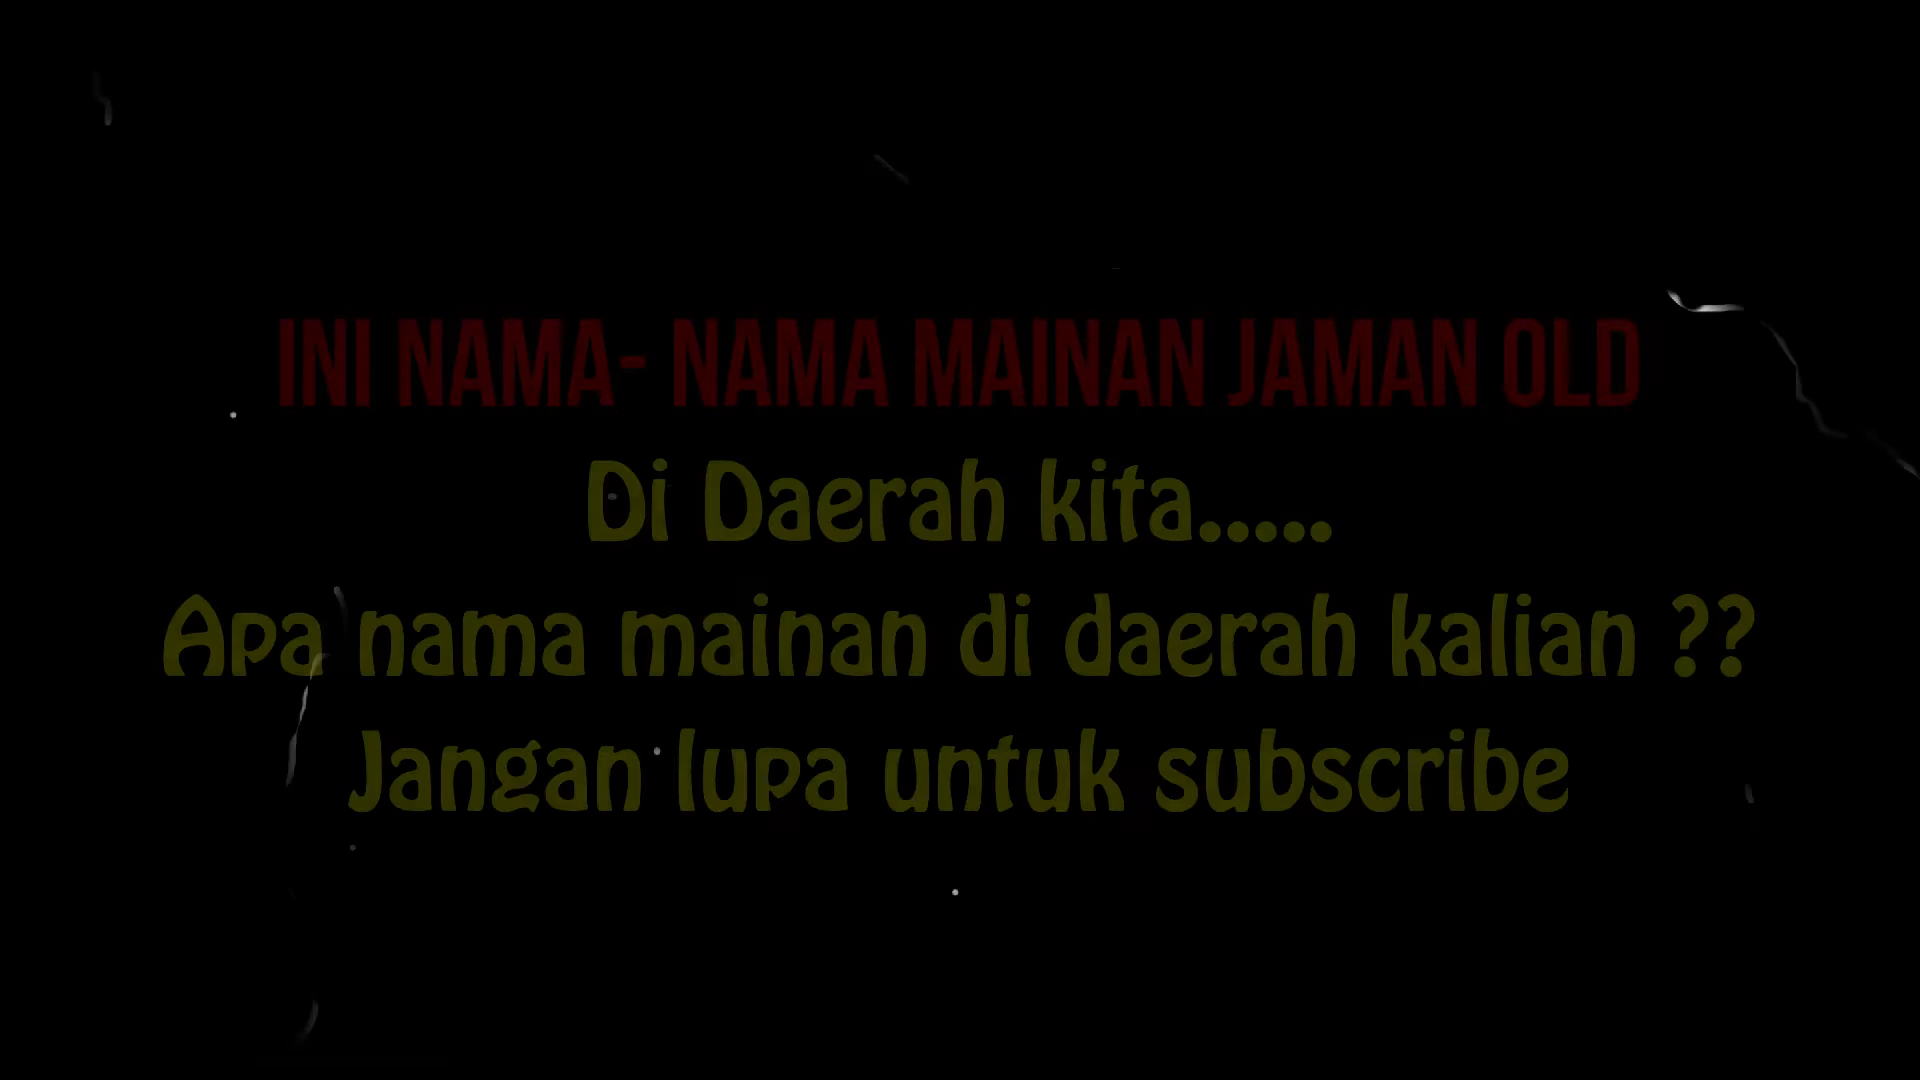 INI NAMA- NAMA MAINAN JAMAN OLD
Di Daerah kita.....
Apa nama mainan di daerah kalian ??
Jangan lupa untuk subscribe